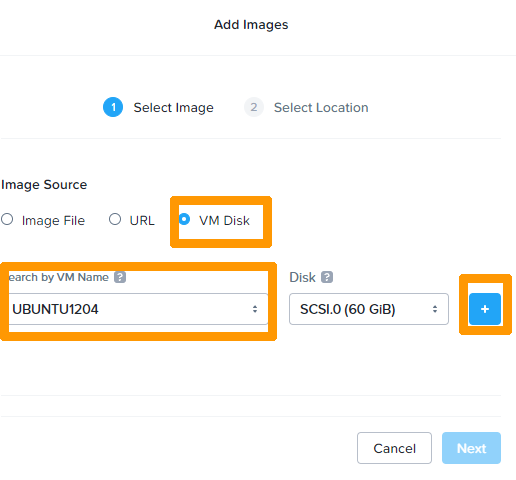 Add Images
1 Select Image 2 Select Location
Image Source
Image File URL VM Disk
earch by VM Name ? Disk ?
UBUNTU1204 SCSI.0 (60 GiB) +
Cancel Next